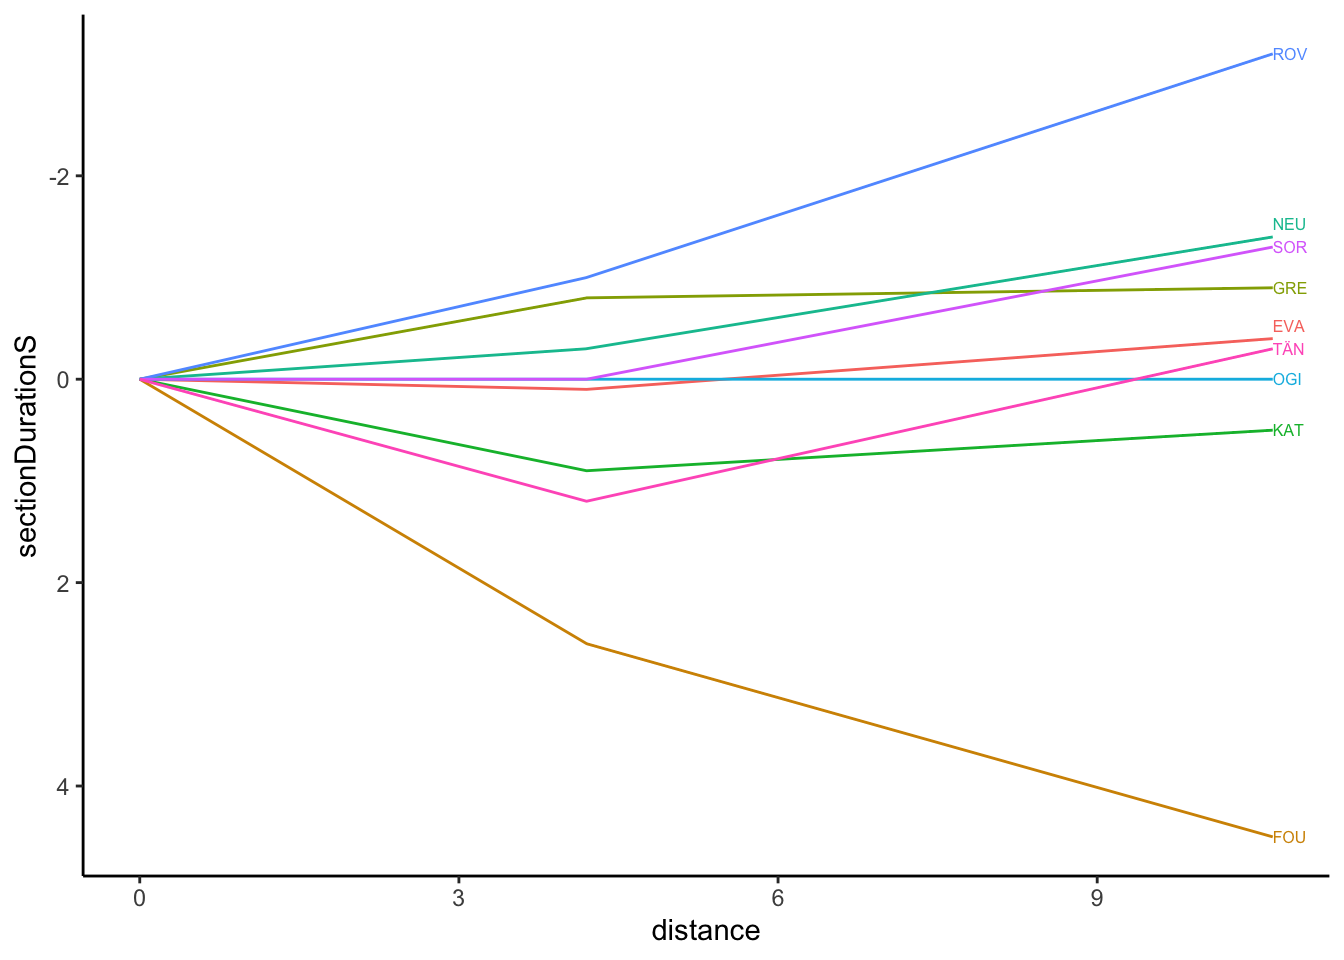 ROV
-2
NEU
SOR
GRE
EVA
TÄN
0
OGI
KAT
sectionDurationS
2
4
FOU
0 3 6 9
distance